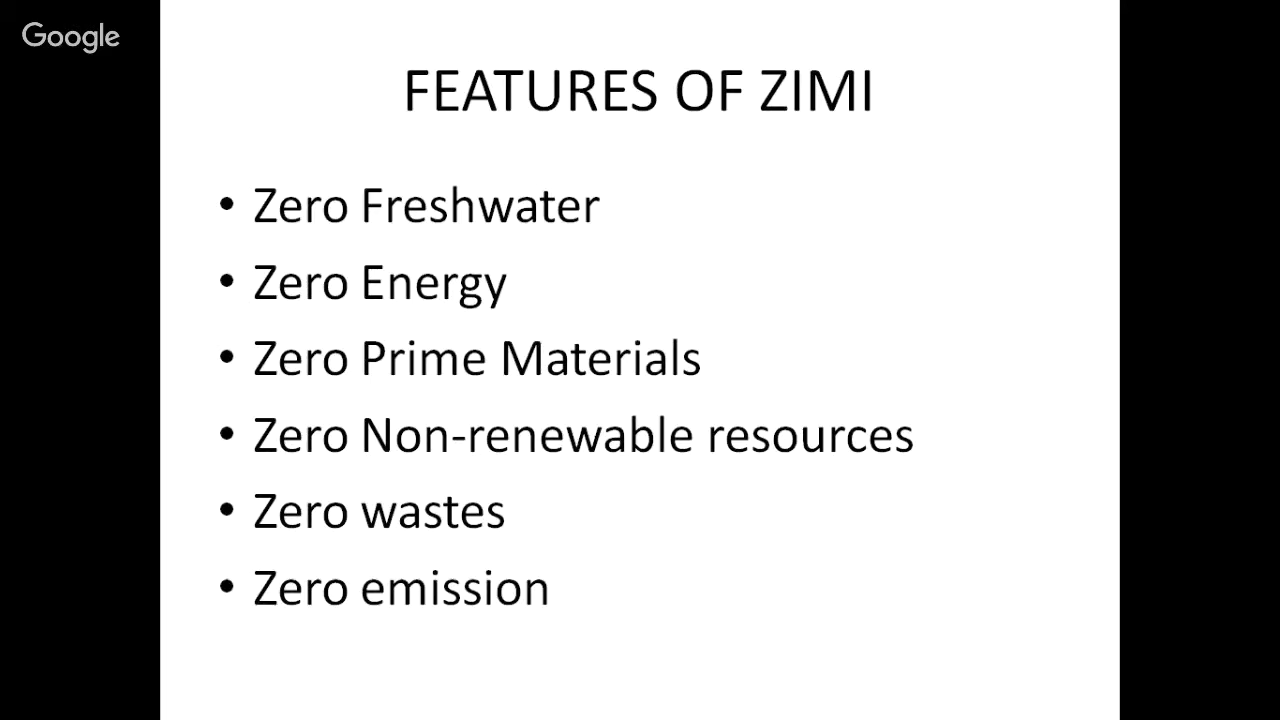 Google
FEATURES OF ZIMI
• Zero Freshwater
• Zero Energy
• Zero Prime Materials
• Zero Non-renewable resources
• Zero wastes
• Zero emission